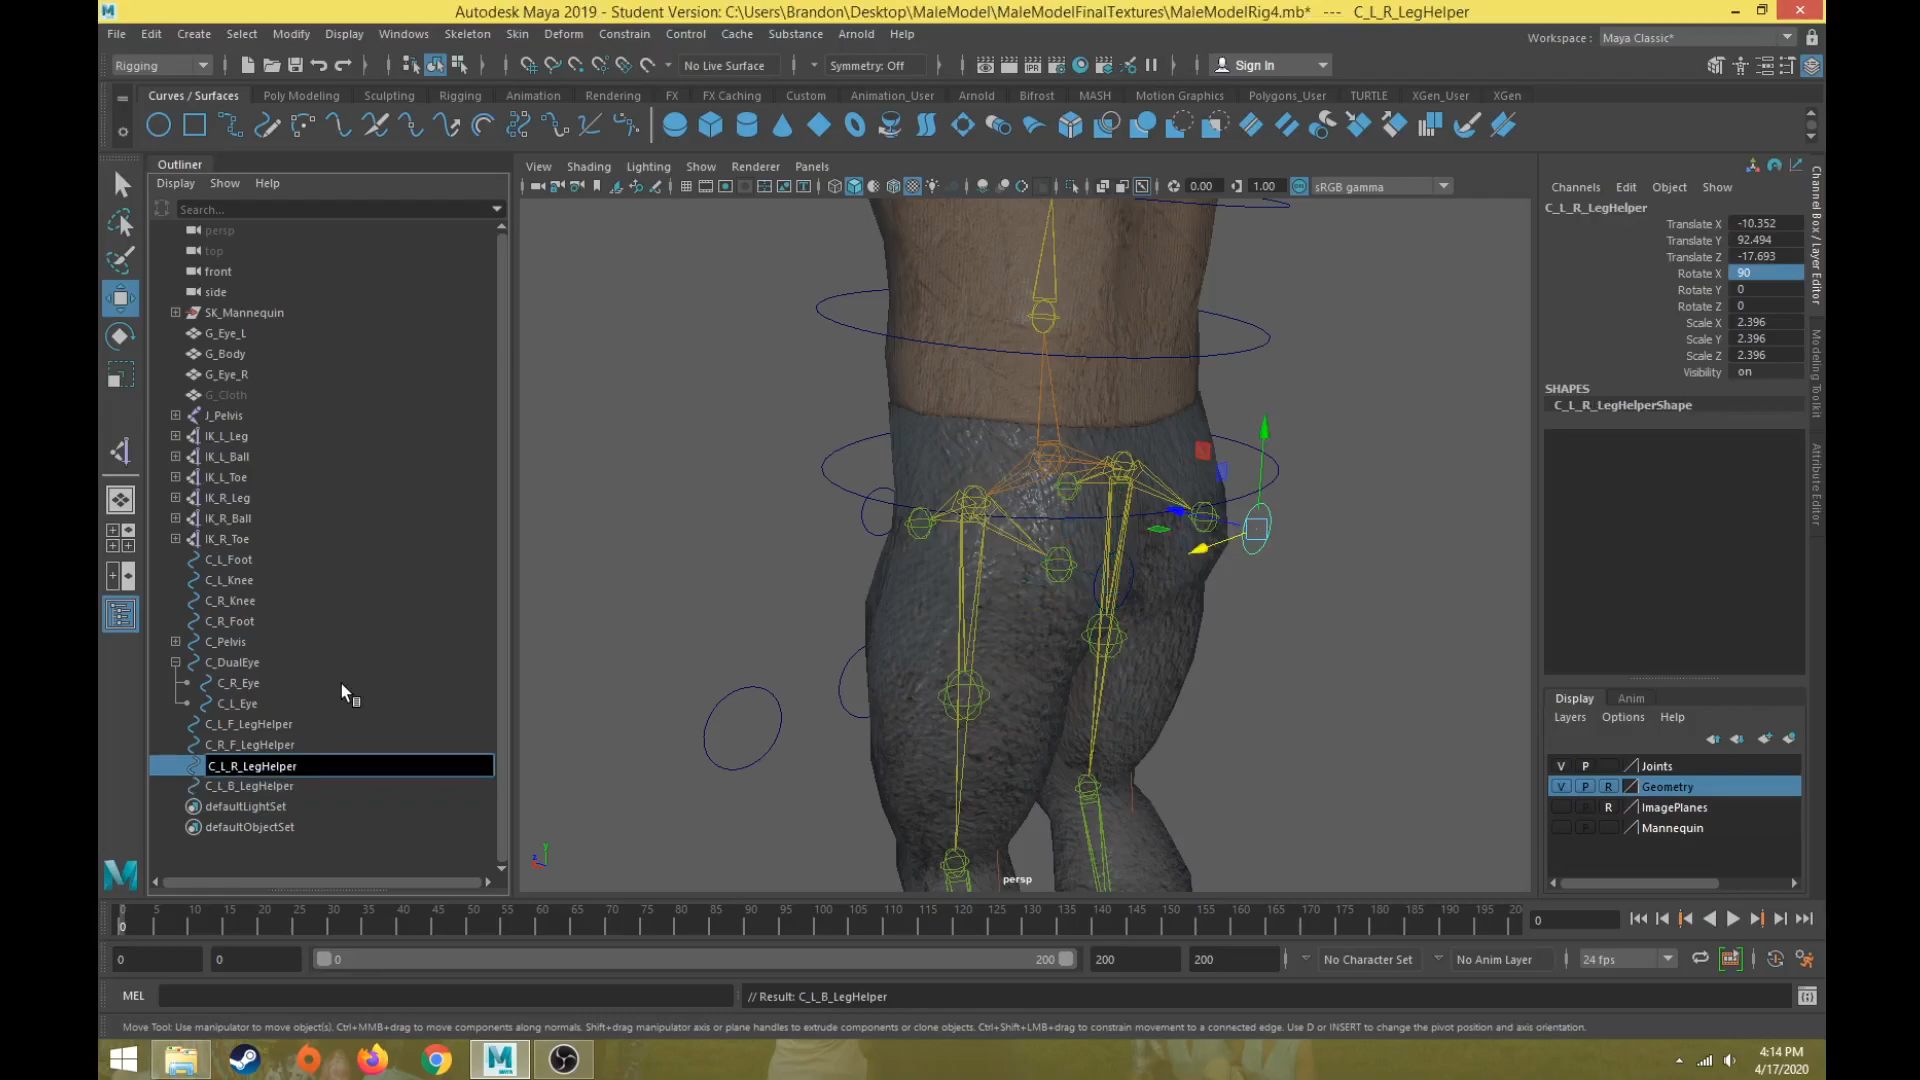 Autodesk Maya 2019 - Student Version: C:\Users\Brandon\Desktop\MaleModel\MaleModelFinalTextures\MaleModelRig4.mb* --- C_L_R_LegHelper
File Edit Create Select Modify Display Windows Skeleton Skin Deform Constrain Control Cache Substance Arnold Help
Workspace : Maya Classic*
Rigging No Live Surface Symmetry: Off Sign In
Curves / Surfaces Poly Modeling Sculpting Rigging Animation Rendering FX FX Caching Custom Animation_User Arnold Bifrost MASH Motion Graphics Polygons_User TURTLE XGen_User XGen
Outliner
Display Show Help
Search...
persp
top
front
side
SK_Mannequin
G_Eye_L
G_Body
G_Eye_R
G_Cloth
J_Pelvis
IK_L_Leg
IK_L_Ball
IK_L_Toe
IK_R_Leg
IK_R_Ball
IK_R_Toe
C_L_Foot
C_L_Knee
C_R_Knee
C_R_Foot
C_Pelvis
C_DualEye
C_R_Eye
C_L_Eye
C_L_F_LegHelper
C_R_F_LegHelper
C_L_R_LegHelper
C_L_B_LegHelper
defaultLightSet
defaultObjectSet
View Shading Lighting Show Renderer Panels
0.00 1.00 sRGB gamma
persp
Channels Edit Object Show
C_L_R_LegHelper
Translate X -10.352
Translate Y 92.494
Translate Z -17.693
Rotate X 90
Rotate Y 0
Rotate Z 0
Scale X 2.396
Scale Y 2.396
Scale Z 2.396
Visibility on
SHAPES
C_L_R_LegHelperShape
Channel Box / Layer Editor
Modeling Toolkit
Attribute Editor
Display Anim
Layers Options Help
V P Joints
V P R Geometry
P R ImagePlanes
P Mannequin
0 5 10 15 20 25 30 35 40 45 50 55 60 65 70 75 80 85 90 95 100 105 110 115 120 125 130 135 140 145 150 155 160 165 170 175 180 185 190 195 20
0
0
0 0 0 200 200 200 No Character Set No Anim Layer 24 fps
MEL // Result: C_L_B_LegHelper
Move Tool: Use manipulator to move object(s). Ctrl+MMB+drag to move components along normals. Shift+drag manipulator axis or plane handles to extrude components or clone objects. Ctrl+Shift+LMB+drag to constrain movement to a connected edge. Use D or INSERT to change the pivot position and axis orientation.
4:14 PM
4/17/2020